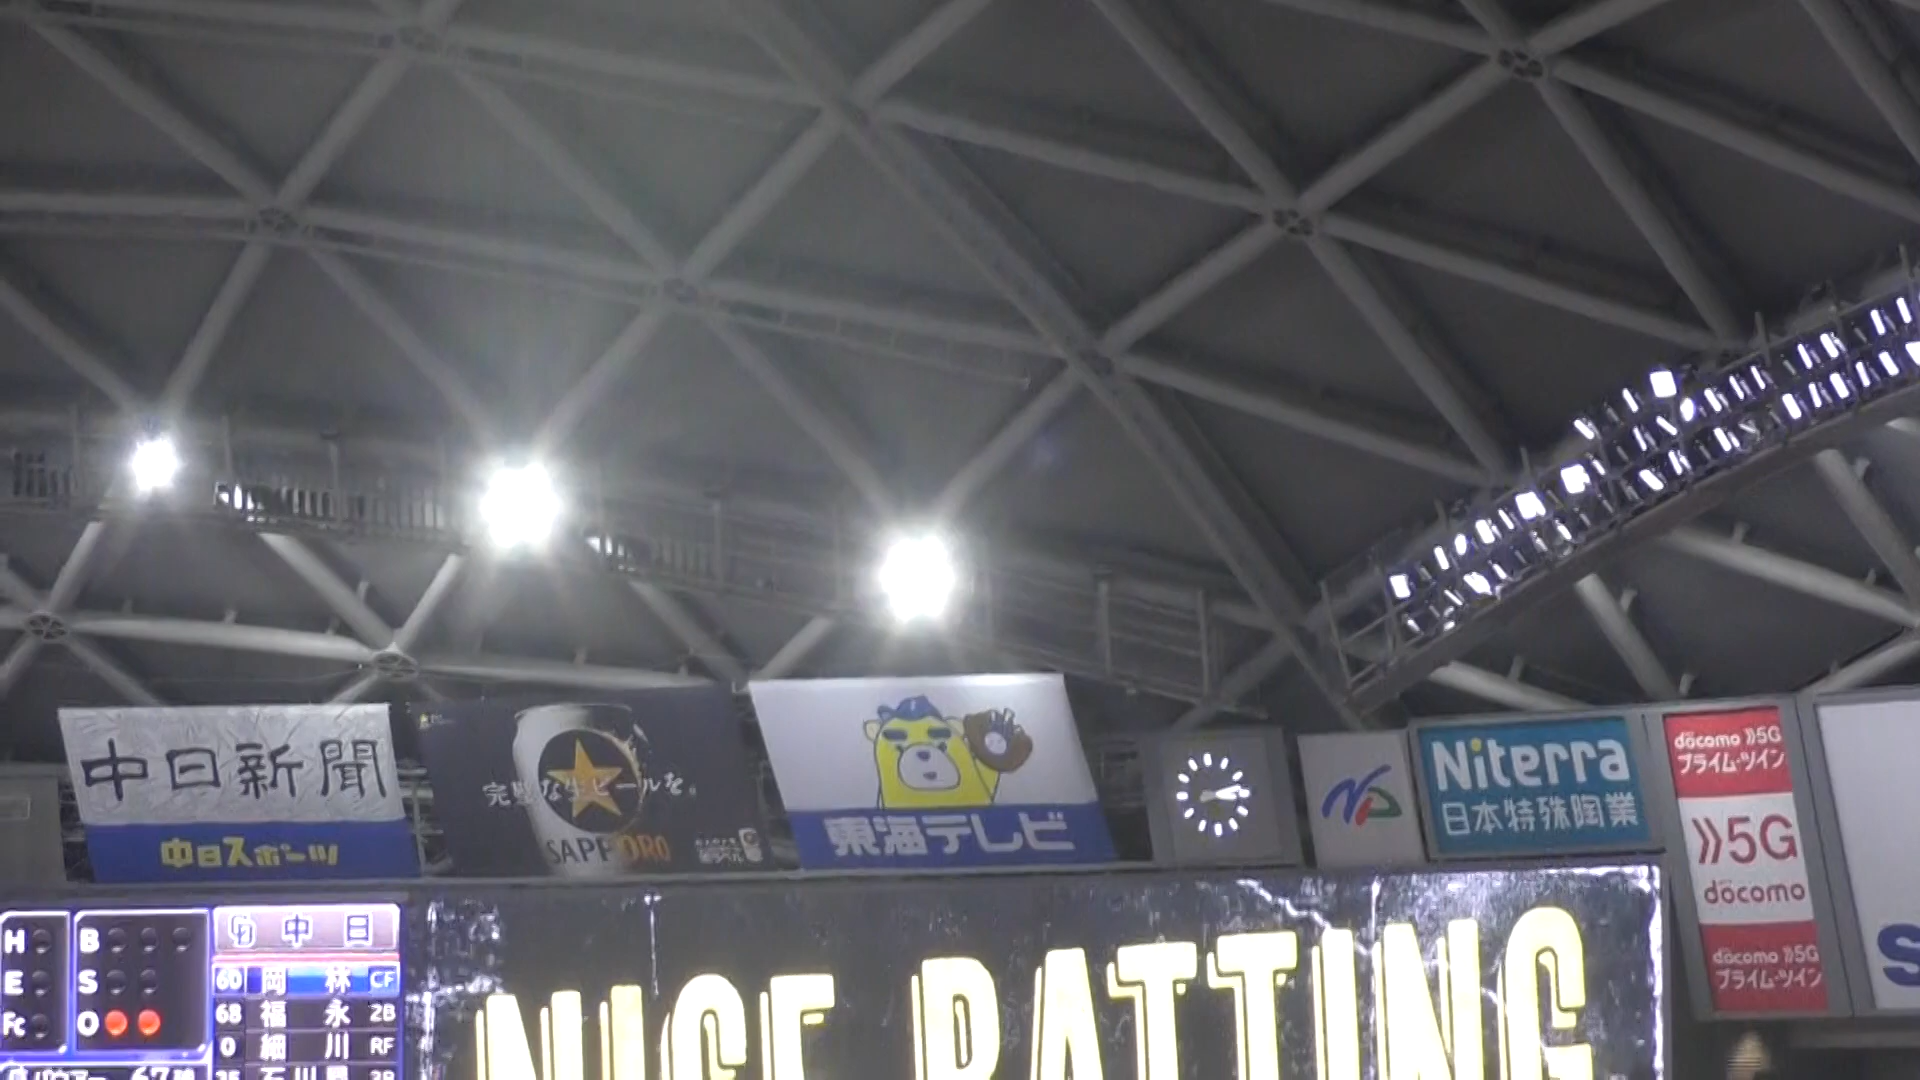 中日新聞
中日スポーツ
完璧な生ビールを。
SAPPORO
東海テレビ
Niterra
日本特殊陶業
docomo 5G
プライム・ツイン
5G
docomo
docomo 5G
プライム・ツイン
S
H
E
Fc
B
S
O
中日
60 岡林 CF
68 福永 2B
0 細川 RF
NICE BATTING